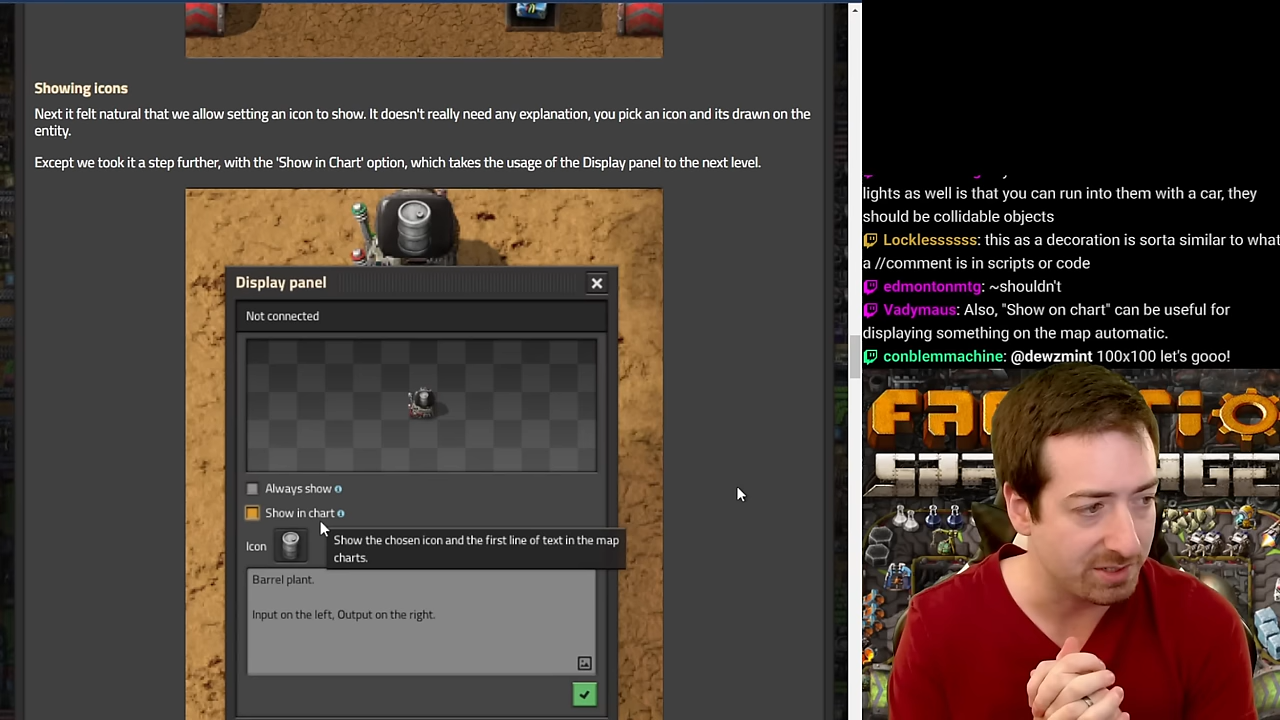 Showing icons
Next it felt natural that we allow setting an icon to show. It doesn't really need any explanation, you pick an icon and its drawn on the
entity.
Except we took it a step further, with the 'Show in Chart' option, which takes the usage of the Display panel to the next level.
Display panel
Not connected
Always show
Show in chart
Show the chosen icon and the first line of text in the map
charts.
Icon
Barrel plant.
Input on the left, Output on the right.
lights as well is that you can run into them with a car, they
should be collidable objects
Locklessssss: this as a decoration is sorta similar to what
a //comment is in scripts or code
edmontonmtg: ~shouldn't
Vadymaus: Also, "Show on chart" can be useful for
displaying something on the map automatic.
conblemmachine: @dewzmint 100x100 let's gooo!